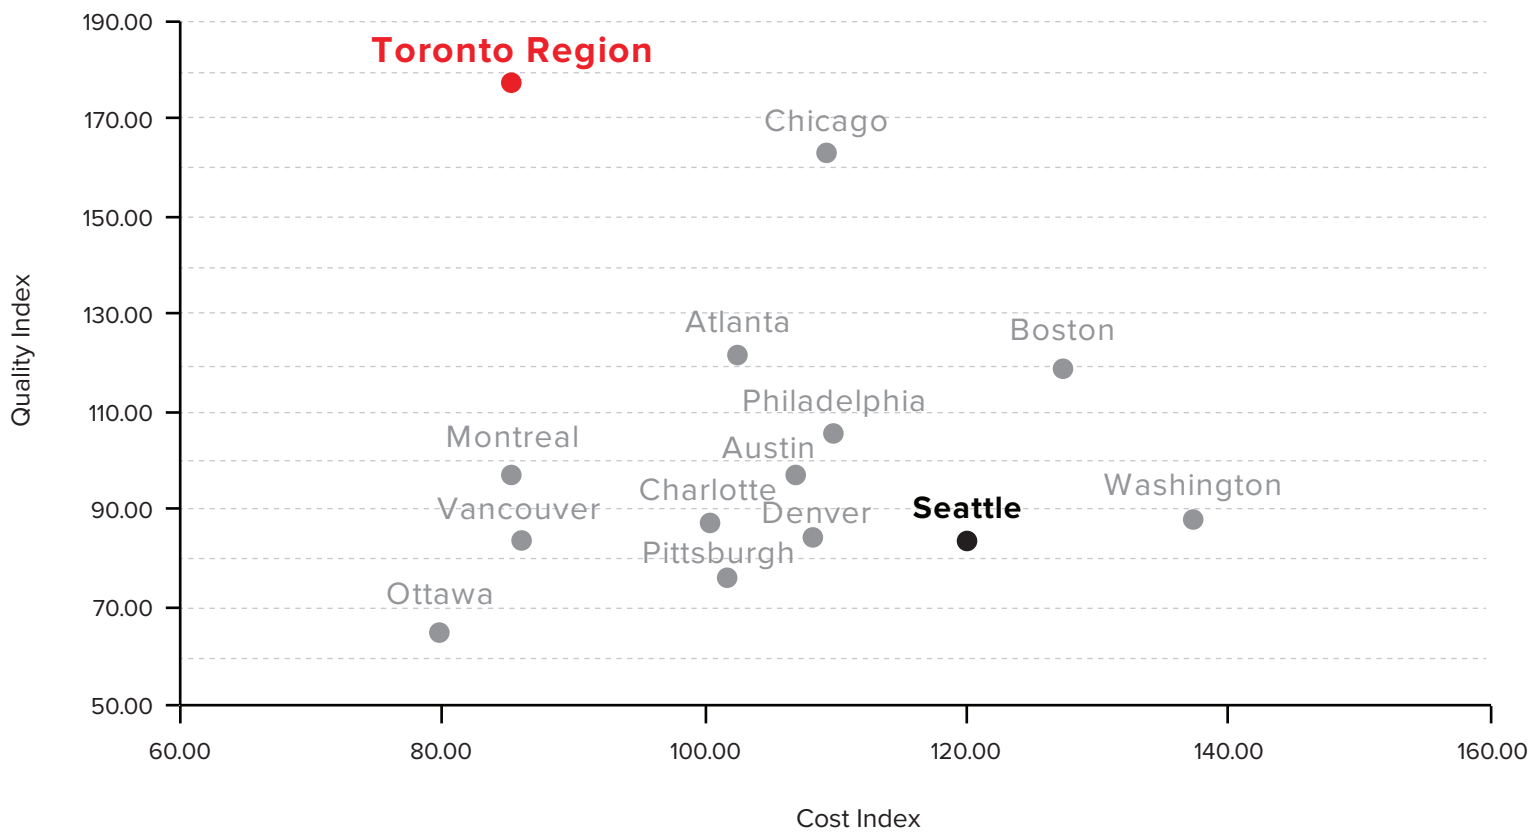 190.00
Toronto Region
170.00
Chicago
150.00
130.00
Atlanta
Boston
Quality Index
110.00
Philadelphia
Montreal
Austin
90.00
Charlotte
Washington
Vancouver
Denver
Seattle
Pittsburgh
70.00
Ottawa
50.00
60.00 80.00 100.00 120.00 140.00 160.00
Cost Index